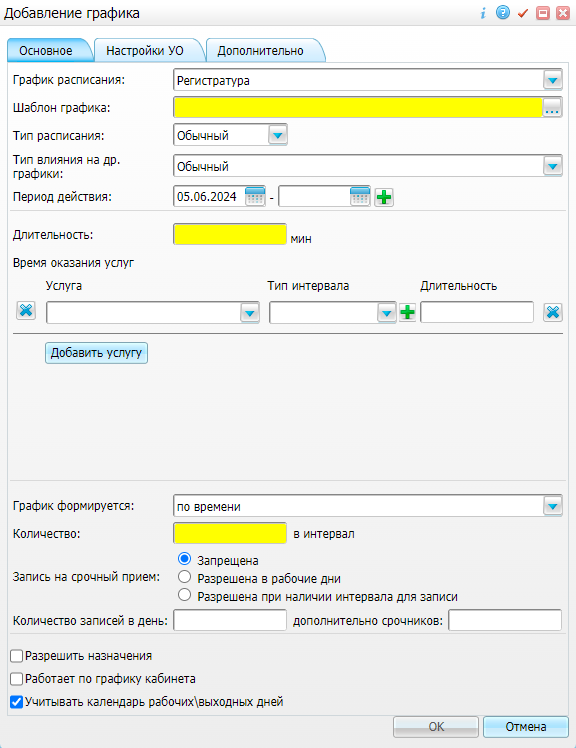 Добавление графика
Основное Настройки УО Дополнительно
График расписания: Регистратура
Шаблон графика: ...
Тип расписания: Обычный
Тип влияния на др.
графики: Обычный
Период действия: 05.06.2024 -
Длительность: мин
Время оказания услуг
Услуга Тип интервала Длительность
Добавить услугу
График формируется: по времени
Количество: в интервал
Запрещена
Запись на срочный прием: Разрешена в рабочие дни
Разрешена при наличии интервала для записи
Количество записей в день: дополнительно срочников:
Разрешить назначения
Работает по графику кабинета
Учитывать календарь рабочих\выходных дней
ОК Отмена